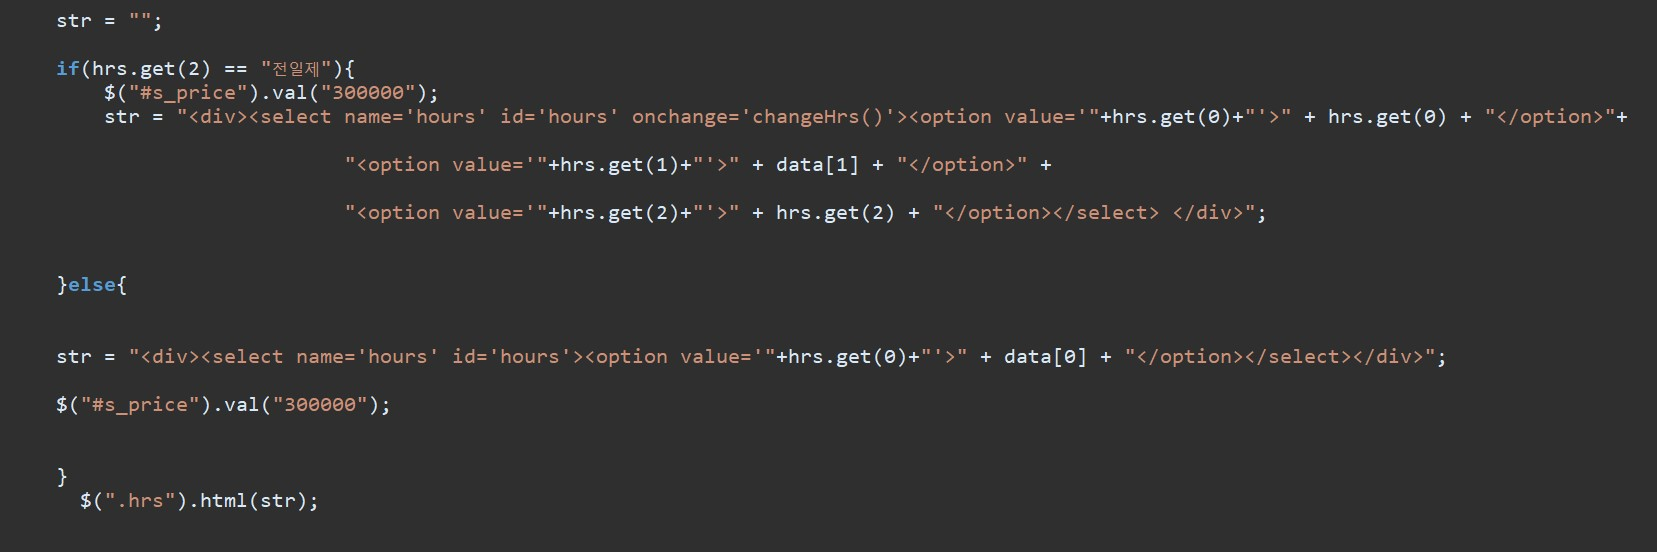 str = "";
if(hrs.get(2) == "전일제"){
$("#s_price").val("300000");
str = "<div><select name='hours' id='hours' onchange='changeHrs()'><option value='"+hrs.get(0)+"'>" + hrs.get(0) + "</option>"+
"<option value='"+hrs.get(1)+"'>" + data[1] + "</option>" +
"<option value='"+hrs.get(2)+"'>" + hrs.get(2) + "</option></select> </div>";
}else{
str = "<div><select name='hours' id='hours'><option value='"+hrs.get(0)+"'>" + data[0] + "</option></select></div>";
$("#s_price").val("300000");
}
$(".hrs").html(str);